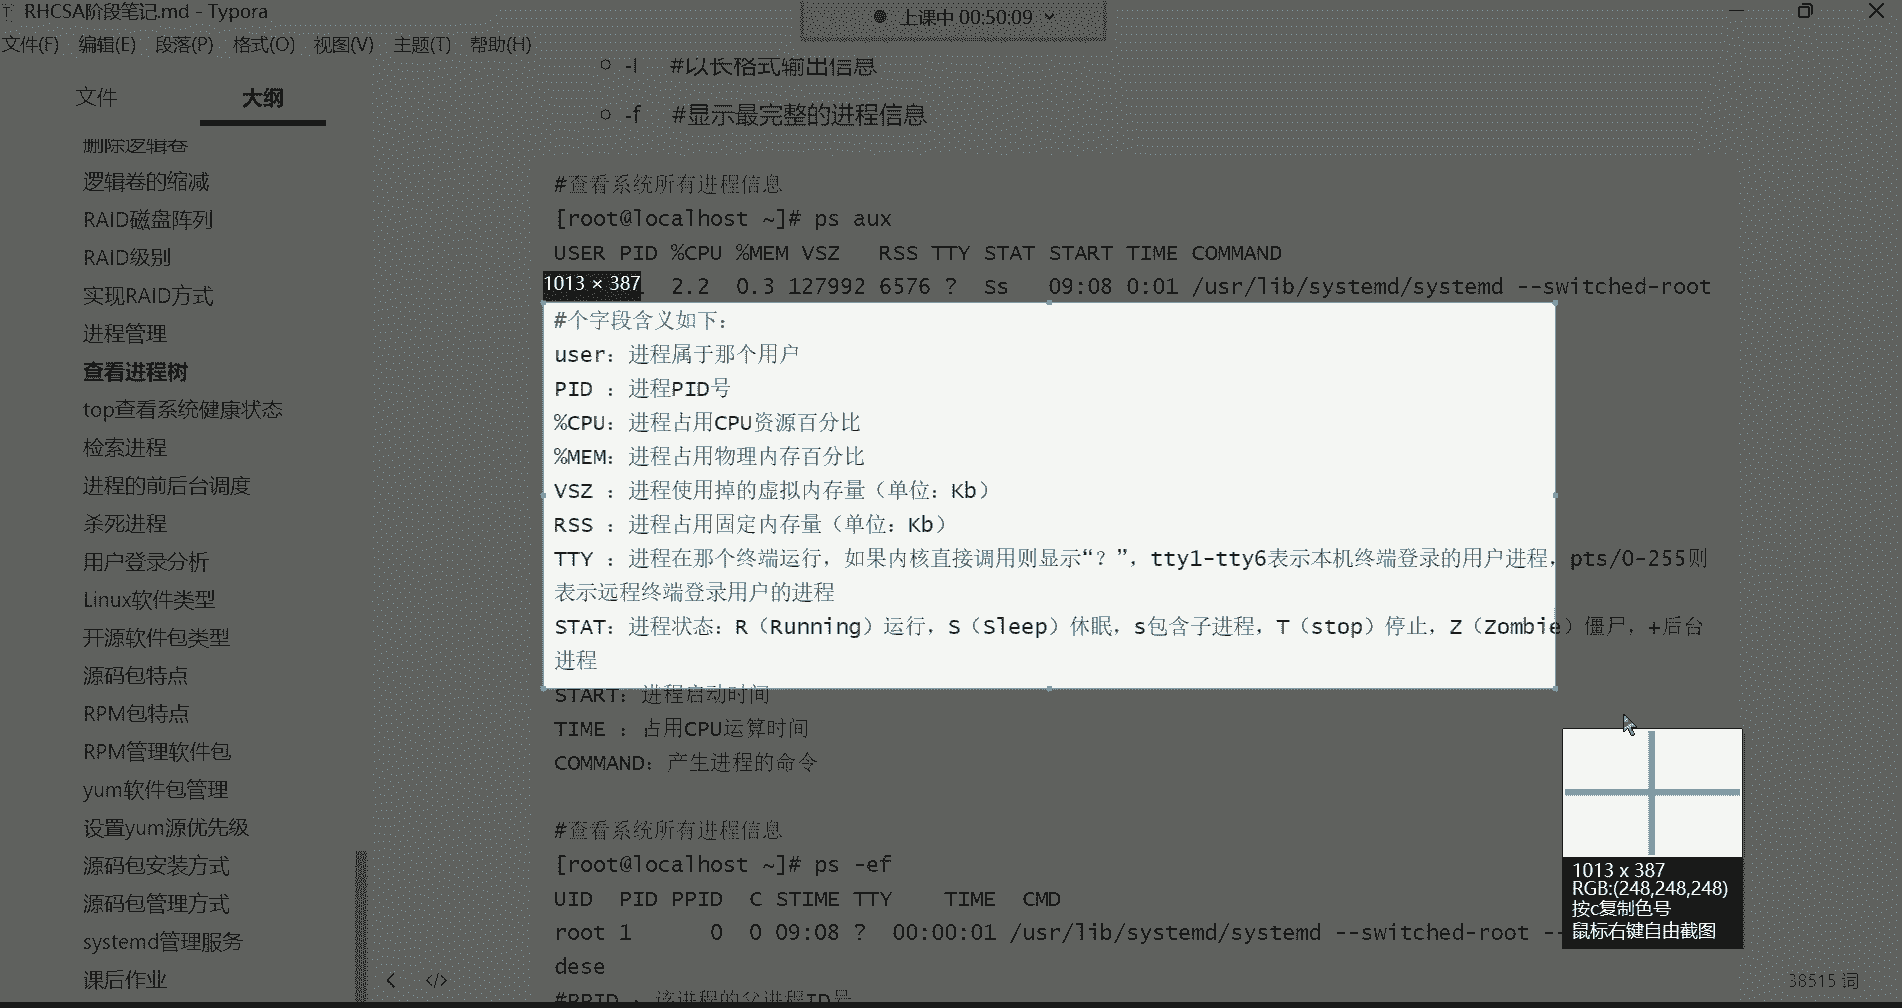 RHCSA阶段笔记.md - Typora
上课中 00:50:09
文件(F) 编辑(E) 段落(P) 格式(O) 视图(V) 主题(T) 帮助(H)
文件 大纲
删除逻辑卷
逻辑卷的缩减
RAID磁盘阵列
RAID级别
实现RAID方式
进程管理
查看进程树
top查看系统健康状态
检索进程
进程的前后台调度
杀死进程
用户登录分析
Linux软件类型
开源软件包类型
源码包特点
RPM包特点
RPM管理软件包
yum软件包管理
设置yum源优先级
源码包安装方式
源码包管理方式
systemd管理服务
课后作业
-l #以长格式输出信息
-f #显示最完整的进程信息
#查看系统所有进程信息
[root@localhost ~]# ps aux
USER PID %CPU %MEM VSZ RSS TTY STAT START TIME COMMAND
1013 × 387
2.2 0.3 127992 6576 ? Ss 09:08 0:01 /usr/lib/systemd/systemd --switched-root
#个字段含义如下：
user：进程属于那个用户
PID ：进程PID号
%CPU：进程占用CPU资源百分比
%MEM：进程占用物理内存百分比
VSZ ：进程使用掉的虚拟内存量（单位：Kb）
RSS ：进程占用固定内存量（单位：Kb）
TTY ：进程在那个终端运行，如果内核直接调用则显示“？”，tty1-tty6表示本机终端登录的用户进程，pts/0-255则
表示远程终端登录用户的进程
STAT：进程状态：R（Running）运行，S（Sleep）休眠，s包含子进程，T（stop）停止，Z（Zombie）僵尸，+后台
进程
START：进程启动时间
TIME ：占用CPU运算时间
COMMAND：产生进程的命令
#查看系统所有进程信息
[root@localhost ~]# ps -ef
UID PID PPID C STIME TTY TIME CMD
root 1 0 0 09:08 ? 00:00:01 /usr/lib/systemd/systemd --switched-root --
dese
#PPID ：该进程的父进程ID号
1013 x 387
RGB:(248,248,248)
按c复制色号
鼠标右键自由截图
38515 词